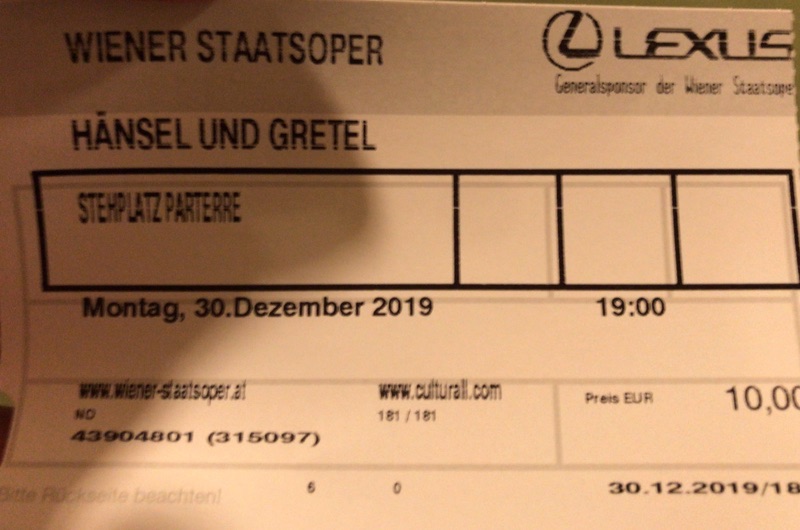 WIENER STAATSOPER
LEXUS
Generalsponsor der Wiener Staatsope
HÄNSEL UND GRETEL
STEHPLATZ PARTERRE
Montag, 30.Dezember 2019 19:00
www.wiener-staatsoper.at www.culturall.com
NO 181 / 181 Preis EUR 10,00
43904801 (315097)
Bitte Rückseite beachten! 6 0 30.12.2019/18